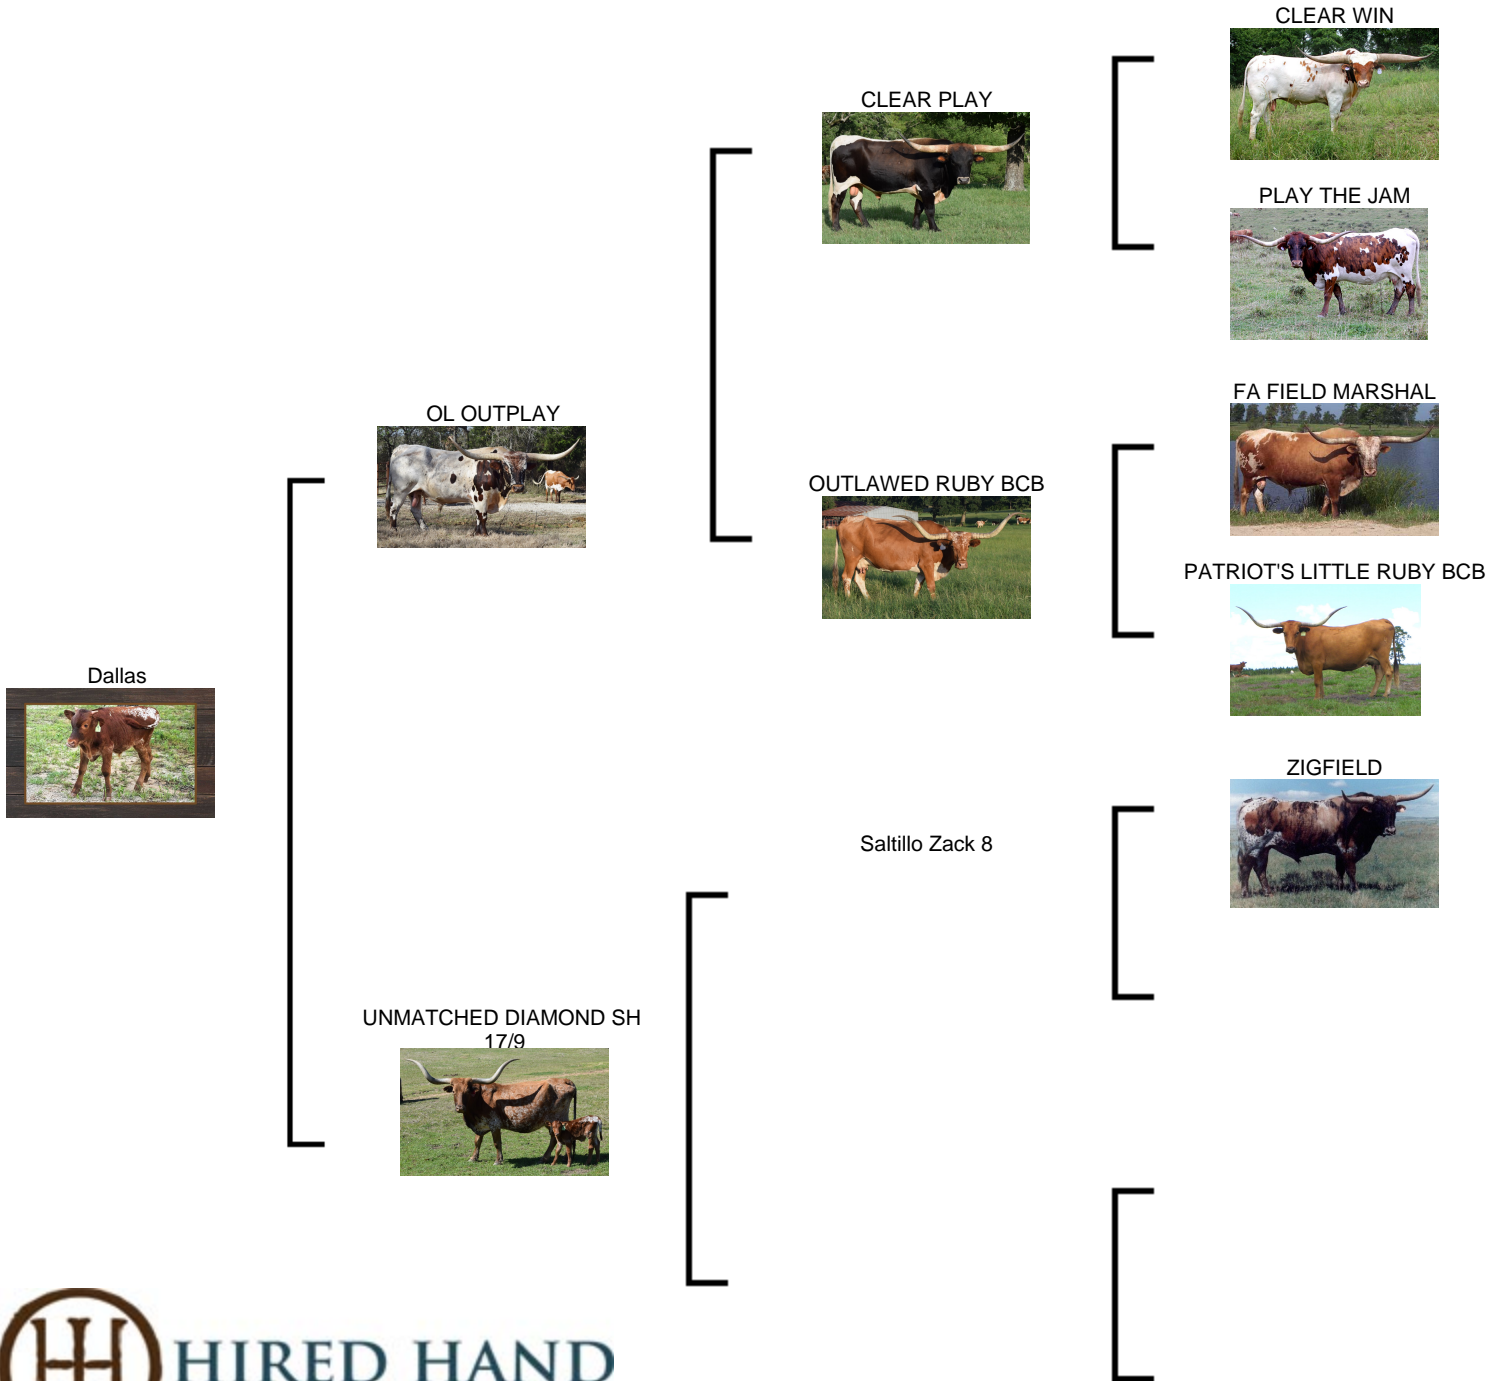 CLEAR WIN
CLEAR PLAY
PLAY THE JAM
FA FIELD MARSHAL
OL OUTPLAY
OUTLAWED RUBY BCB
PATRIOT'S LITTLE RUBY BCB
Dallas
ZIGFIELD
Saltillo Zack 8
UNMATCHED DIAMOND SH
17/9
HIRED HAND